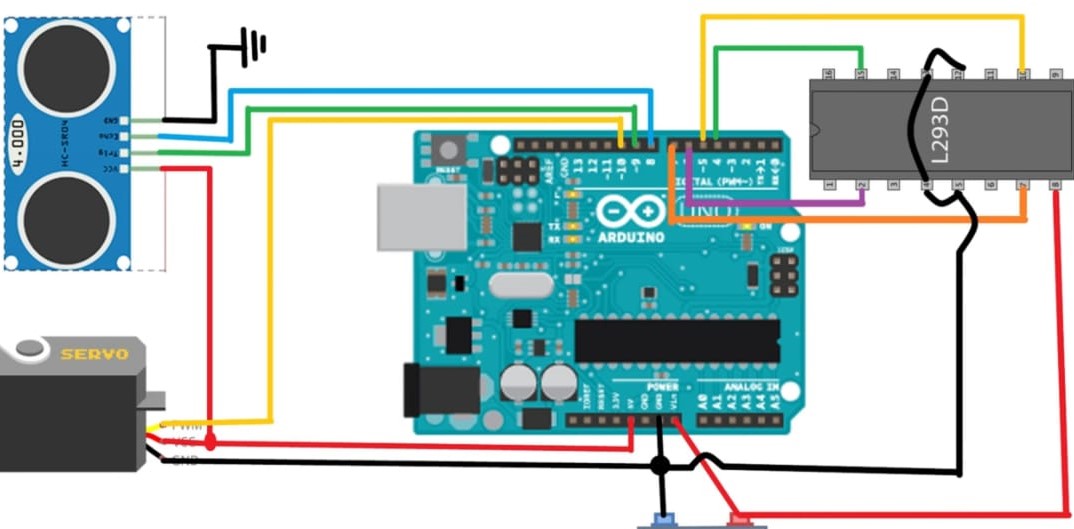 HC-SR04
4.000
GND
Echo
Trig
VCC
SERVO
PWM
VCC
GND
RESET
AREF
GND
13
12
~11
~10
~9
8
~5
4
~3
2
TX→1
RX←0
DIGITAL (PWM~)
TX
RX
ARDUINO
UNO
ON
ICSP
POWER
ANALOG IN
IOREF
RESET
3.3V
5V
GND
GND
Vin
A0
A1
A2
A3
A4
A5
16
15
14
12
11
10
9
L293D
1
2
3
4
5
6
7
8